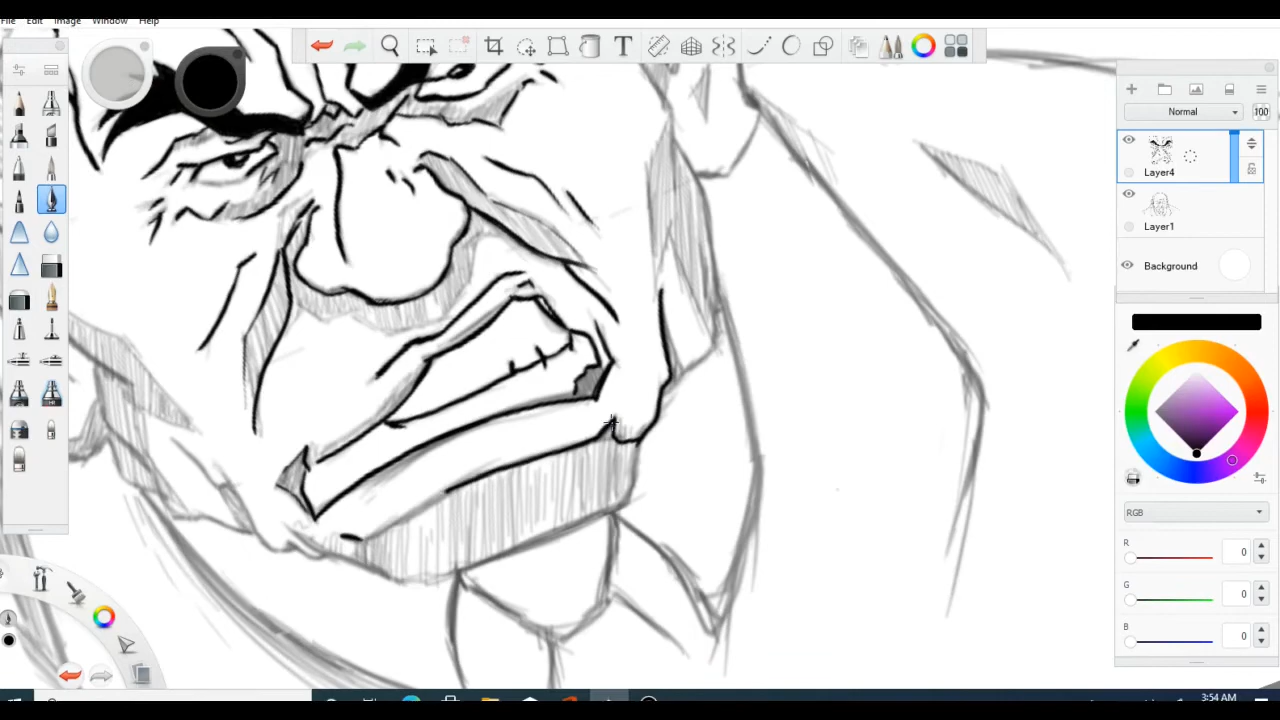 File Edit Image Window Help
T
Normal
100
Layer4
Layer1
Background
RGB
R 0
G 0
B 0
3:54 AM